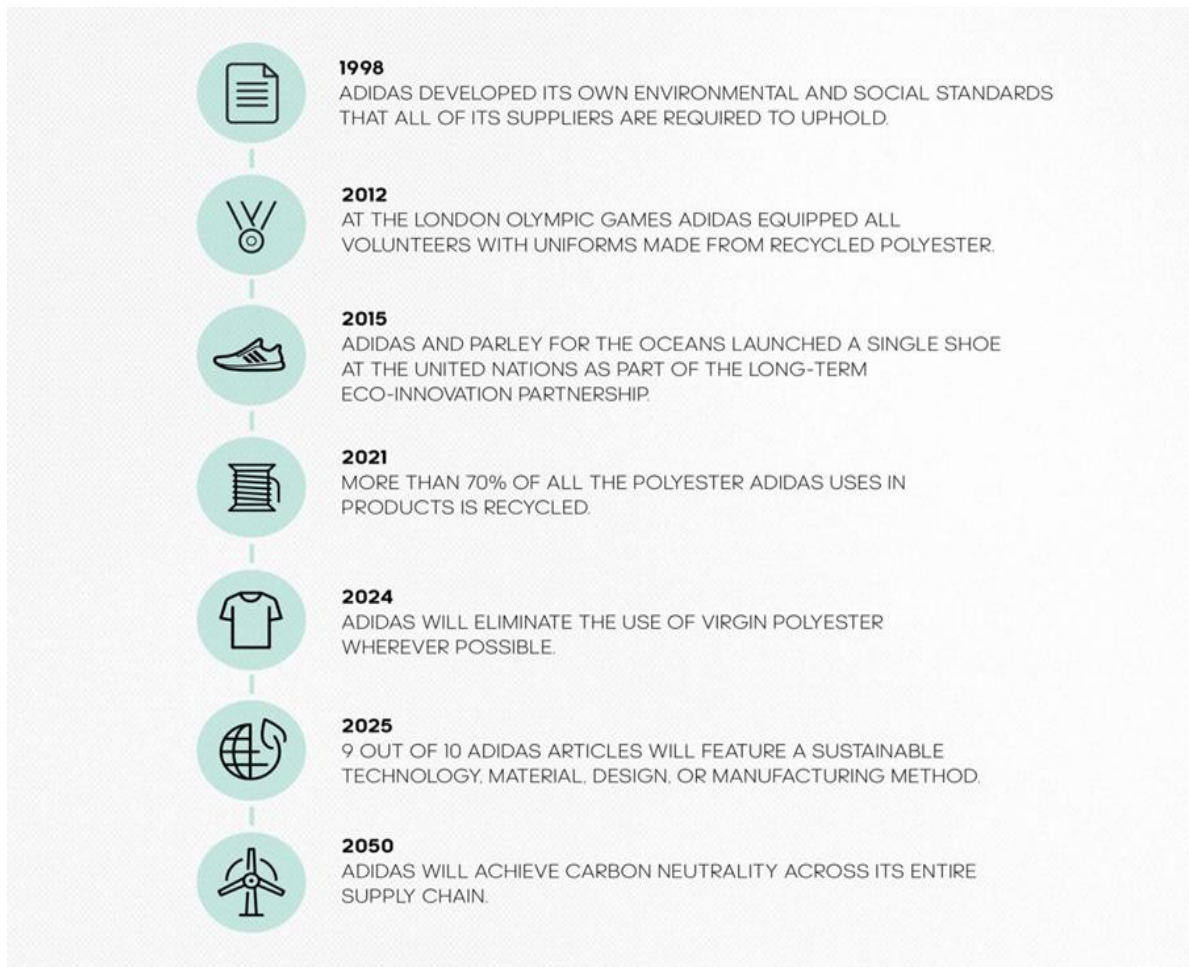 1998
ADIDAS DEVELOPED ITS OWN ENVIRONMENTAL AND SOCIAL STANDARDS
THAT ALL OF ITS SUPPLIERS ARE REQUIRED TO UPHOLD.
2012
AT THE LONDON OLYMPIC GAMES ADIDAS EQUIPPED ALL
VOLUNTEERS WITH UNIFORMS MADE FROM RECYCLED POLYESTER.
2015
ADIDAS AND PARLEY FOR THE OCEANS LAUNCHED A SINGLE SHOE
AT THE UNITED NATIONS AS PART OF THE LONG-TERM
ECO-INNOVATION PARTNERSHIP.
2021
MORE THAN 70% OF ALL THE POLYESTER ADIDAS USES IN
PRODUCTS IS RECYCLED.
2024
ADIDAS WILL ELIMINATE THE USE OF VIRGIN POLYESTER
WHEREVER POSSIBLE.
2025
9 OUT OF 10 ADIDAS ARTICLES WILL FEATURE A SUSTAINABLE
TECHNOLOGY, MATERIAL, DESIGN, OR MANUFACTURING METHOD.
2050
ADIDAS WILL ACHIEVE CARBON NEUTRALITY ACROSS ITS ENTIRE
SUPPLY CHAIN.